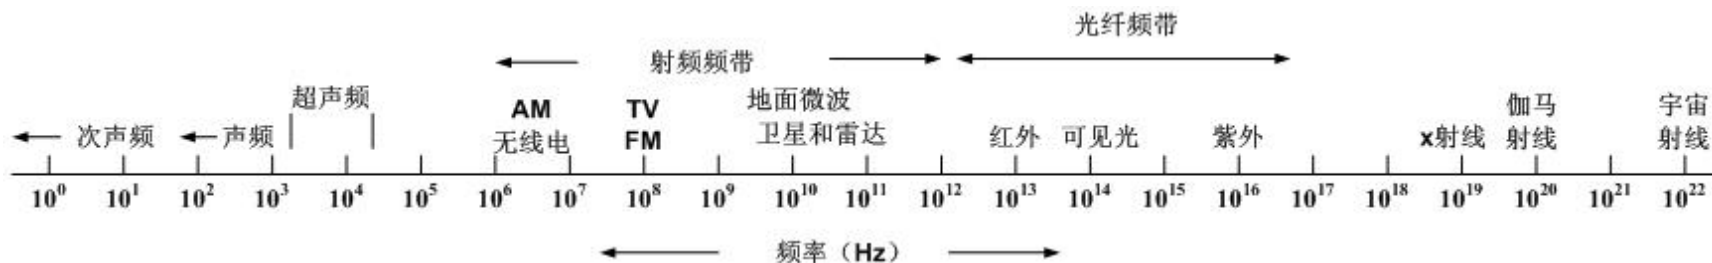 光纤频带
射频频带
超声频
AM
无线电
TV
FM
地面微波
卫星和雷达
伽马
射线
宇宙
射线
次声频
声频
红外
可见光
紫外
x射线
10⁰ 10¹ 10² 10³ 10⁴ 10⁵ 10⁶ 10⁷ 10⁸ 10⁹ 10¹⁰ 10¹¹ 10¹² 10¹³ 10¹⁴ 10¹⁵ 10¹⁶ 10¹⁷ 10¹⁸ 10¹⁹ 10²⁰ 10²¹ 10²²
频率（Hz）